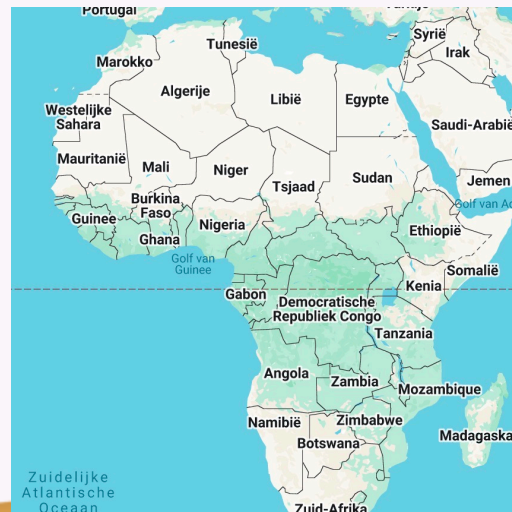 Portugal
Tunesië
Syrië
Irak
Marokko
Algerije
Libië
Egypte
Westelijke
Sahara
Saudi-Arabië
Mauritanië
Mali
Niger
Tsjaad
Sudan
Jemen
Burkina
Faso
Golf van Ad
Guinee
Nigeria
Ethiopië
Ghana
Golf van
Guinee
Somalië
Kenia
Gabon
Democratische
Republiek Congo
Tanzania
Angola
Zambia
Mozambique
Namibië
Zimbabwe
Botswana
Madagaska
Zuidelijke
Atlantische
Oceaan
Zuid-Afrika